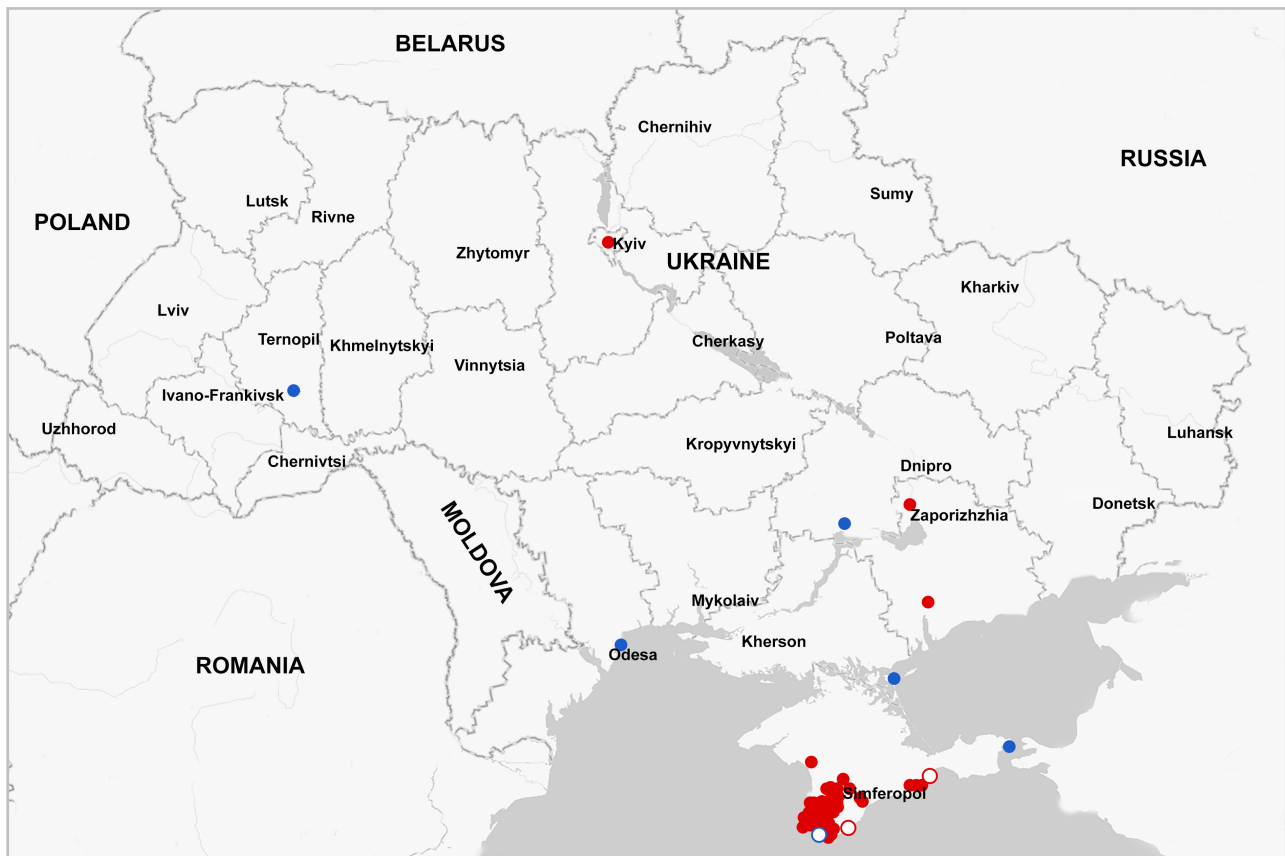 BELARUS
Chernihiv
RUSSIA
Sumy
Lutsk
Rivne
POLAND
Kyiv
Zhytomyr
UKRAINE
Kharkiv
Lviv
Ternopil
Khmelnytskyi
Cherkasy
Poltava
Vinnytsia
Ivano-Frankivsk
Uzhhorod
Luhansk
Kropyvnytskyi
Chernivtsi
Dnipro
Donetsk
Zaporizhzhia
MOLDOVA
Mykolaiv
Kherson
Odesa
ROMANIA
Simferopol